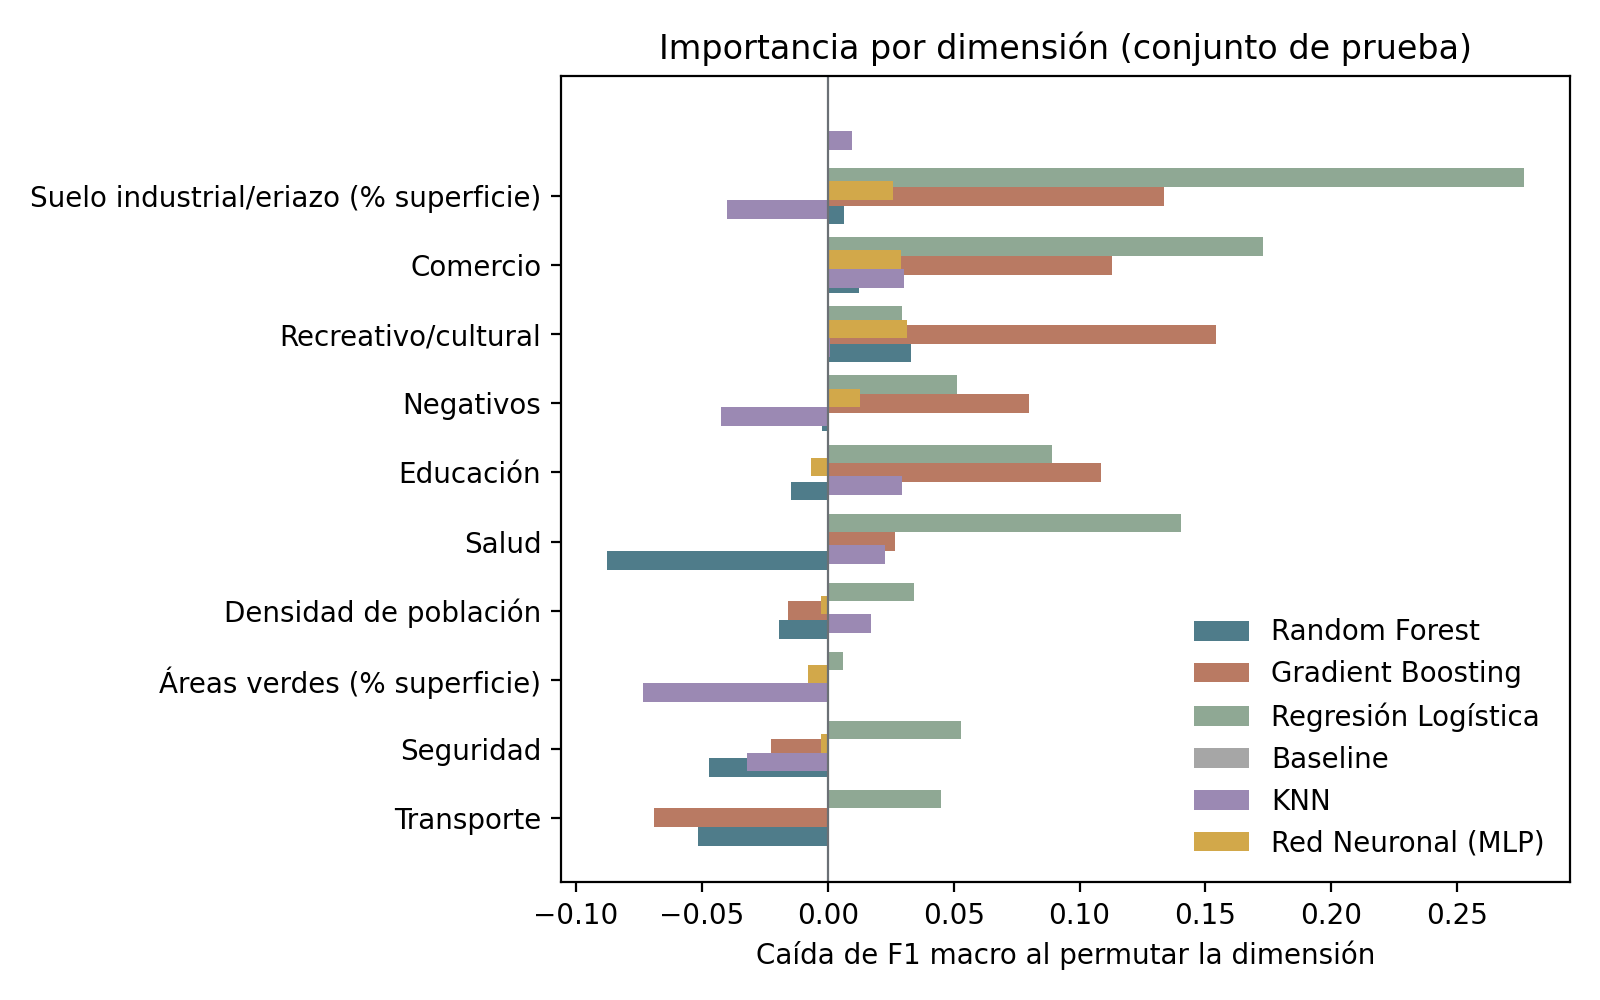 Importancia por dimensión (conjunto de prueba)
Suelo industrial/eriazo (% superficie)
Comercio
Recreativo/cultural
Negativos
Educación
Salud
Densidad de población
Áreas verdes (% superficie)
Seguridad
Transporte
Random Forest
Gradient Boosting
Regresión Logística
Baseline
KNN
Red Neuronal (MLP)
−0.10 −0.05 0.00 0.05 0.10 0.15 0.20 0.25
Caída de F1 macro al permutar la dimensión